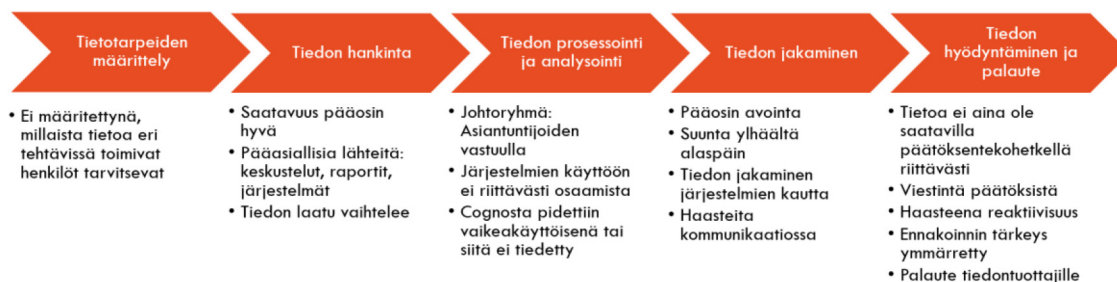 Tietotarpeiden
määrittely
• Ei määritettynä,
millaista tietoa eri
tehtävissä toimivat
henkilöt tarvitsevat
Tiedon hankinta
• Saatavuus pääosin
hyvä
• Pääasiallisia lähteitä:
keskustelut, raportit,
järjestelmät
• Tiedon laatu vaihtelee
Tiedon prosessointi
ja analysointi
• Johtoryhmä:
Asiantuntijoiden
vastuulla
• Järjestelmien käyttöön
ei riittävästi osaamista
• Cognosta pidettiin
vaikeakäyttöisenä tai
siitä ei tiedetty
Tiedon jakaminen
• Pääosin avointa
• Suunta ylhäältä
alaspäin
• Tiedon jakaminen
järjestelmien kautta
• Haasteita
kommunikaatiossa
Tiedon
hyödyntäminen ja
palaute
• Tietoa ei aina ole
saatavilla
päätöksentekohetkellä
riittävästi
• Viestintä päätöksistä
• Haasteena reaktiivisuus
• Ennakoinnin tärkeys
ymmärretty
• Palaute tiedontuottajille